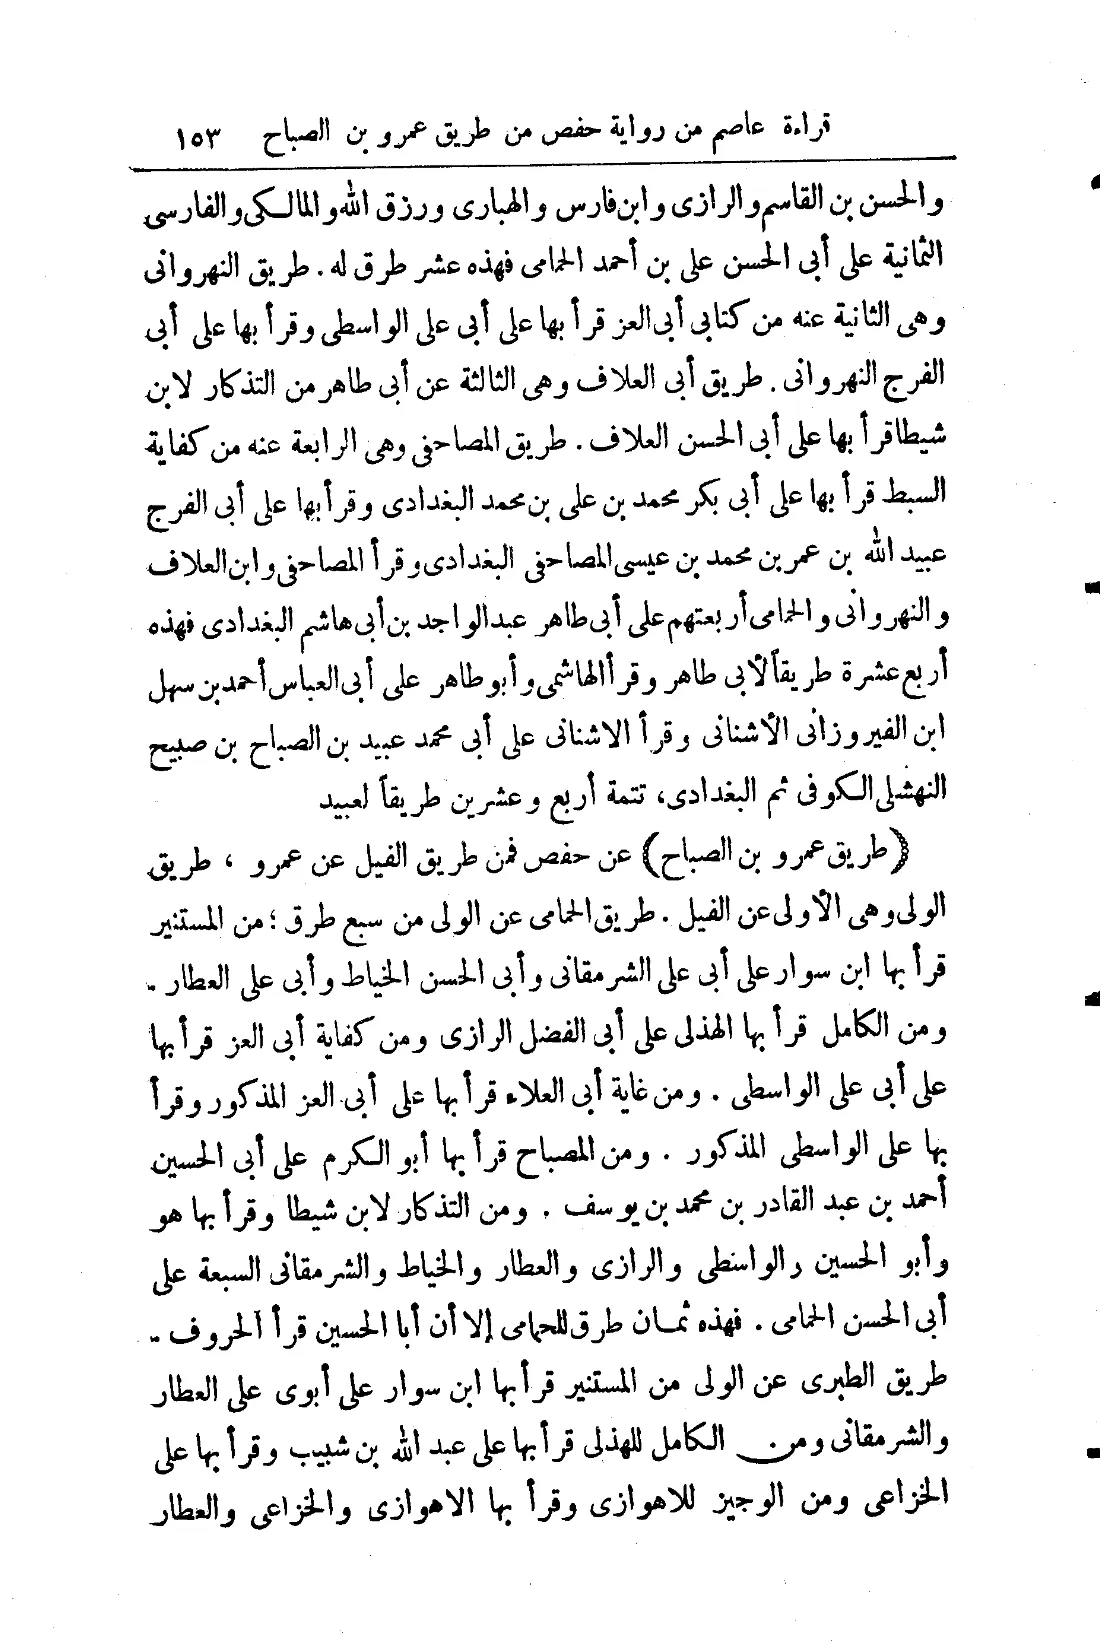 قراءة عاصم من رواية حفص من طريق عمرو بن الصباح ١٥٣
والحسن بن القاسم والرازى وابن فارس والهبارى ورزق الله والمالكى والفارسى
الثمانية على أبى الحسن على بن أحمد الحمامى فهذه عشر طرق له . طريق النهروانى
وهى الثانية عنه من كتابى أبى العز قرأ بها على أبى على الواسطى وقرأ بها على أبى
الفرج النهروانى . طريق أبى العلاف وهى الثالثة عن أبى طاهر من التذكار لابن
شيطا قرأ بها على أبى الحسن العلاف . طريق المصاحفى وهى الرابعة عنه من كفاية
السبط قرأ بها على أبى بكر محمد بن على بن محمد البغدادى وقرأ بها على أبى الفرج
عبيد الله بن عمر بن محمد بن عيسى المصاحفى البغدادى وقرأ المصاحفى وابن العلاف
والنهروانى والحمامى أربعتهم على أبى طاهر عبد الواجد بن أبى هاشم البغدادى فهذه
أربع عشرة طريقاً لأبى طاهر وقرأ الهاشمى وأبو طاهر على أبى العباس أحمد بن سهل
ابن الفيروزانى الأشنانى وقرأ الاشنانى على أبى محمد عبيد بن الصباح بن صبيح
النهشلى الكوفى ثم البغدادى، تتمة أربع وعشرين طريقاً لعبيد
(طريق عمرو بن الصباح) عن حفص فمن طريق الفيل عن عمرو ، طريق
الولى وهى الأولى عن الفيل . طريق الحمامى عن الولى من سبع طرق ؛ من المستنير
قرأ بها ابن سوار على أبى على الشرمقانى وأبى الحسن الخياط وأبى على العطار -
ومن الكامل قرأ بها الهذلى على أبى الفضل الرازى ومن كفاية أبى العز قرأ بها
على أبى على الواسطى . ومن غاية أبى العلاء قرأ بها على أبى العز المذكور وقرأ
بها على الواسطى المذكور . ومن المصباح قرأ بها أبو الكرم على أبى الحسين
أحمد بن عبد القادر بن محمد بن يوسف . ومن التذكار لابن شيطا وقرأ بها هو
وأبو الحسين والواسطى والرازى والعطار والخياط والشرمقانى السبعة على
أبى الحسن الحمامى . فهذه ثمان طرق للحمامى إلا أن أبا الحسين قرأ الحروف -
طريق الطبرى عن الولى من المستنير قرأ بها ابن سوار على أبوى على العطار
والشرمقانى ومن الكامل للهذلى قرأ بها على عبد الله بن شبيب وقرأ بها على
الخزاعى ومن الوجيز للاهوازى وقرأ بها الاهوازى والخزاعى والعطار